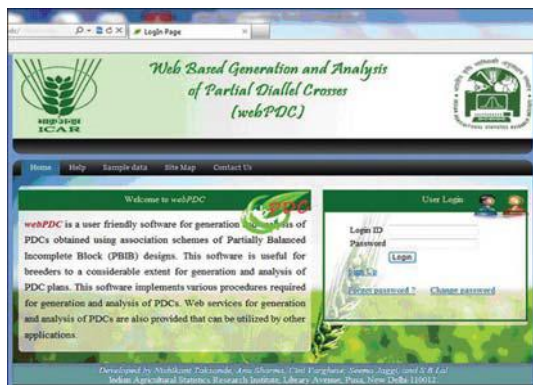 LogIn Page
Web Based Generation and Analysis
of Partial Diallel Crosses
(webPDC)
ICAR
Home Help Sample data Site Map Contact Us
Welcome to webPDC
PDC
webPDC is a user friendly software for generation of
PDCs obtained using association schemes of Partially Balanced
Incomplete Block (PBIB) designs. This software is useful for
breeders to a considerable extent for generation and analysis of
PDC plans. This software implements various procedures required
for generation and analysis of PDCs. Web services for generation
and analysis of PDCs are also provided that can be utilized by other
applications.
User Login
Login ID
Password
Login
Sign Up
Forgot password ? Change password
Developed by Nishikant Taksande, Anu Sharma, Cini Varghese, Seema Jaggi, and S B Lal
Indian Agricultural Statistics Research Institute, Library Avenue, Pusa, New Delhi 110012